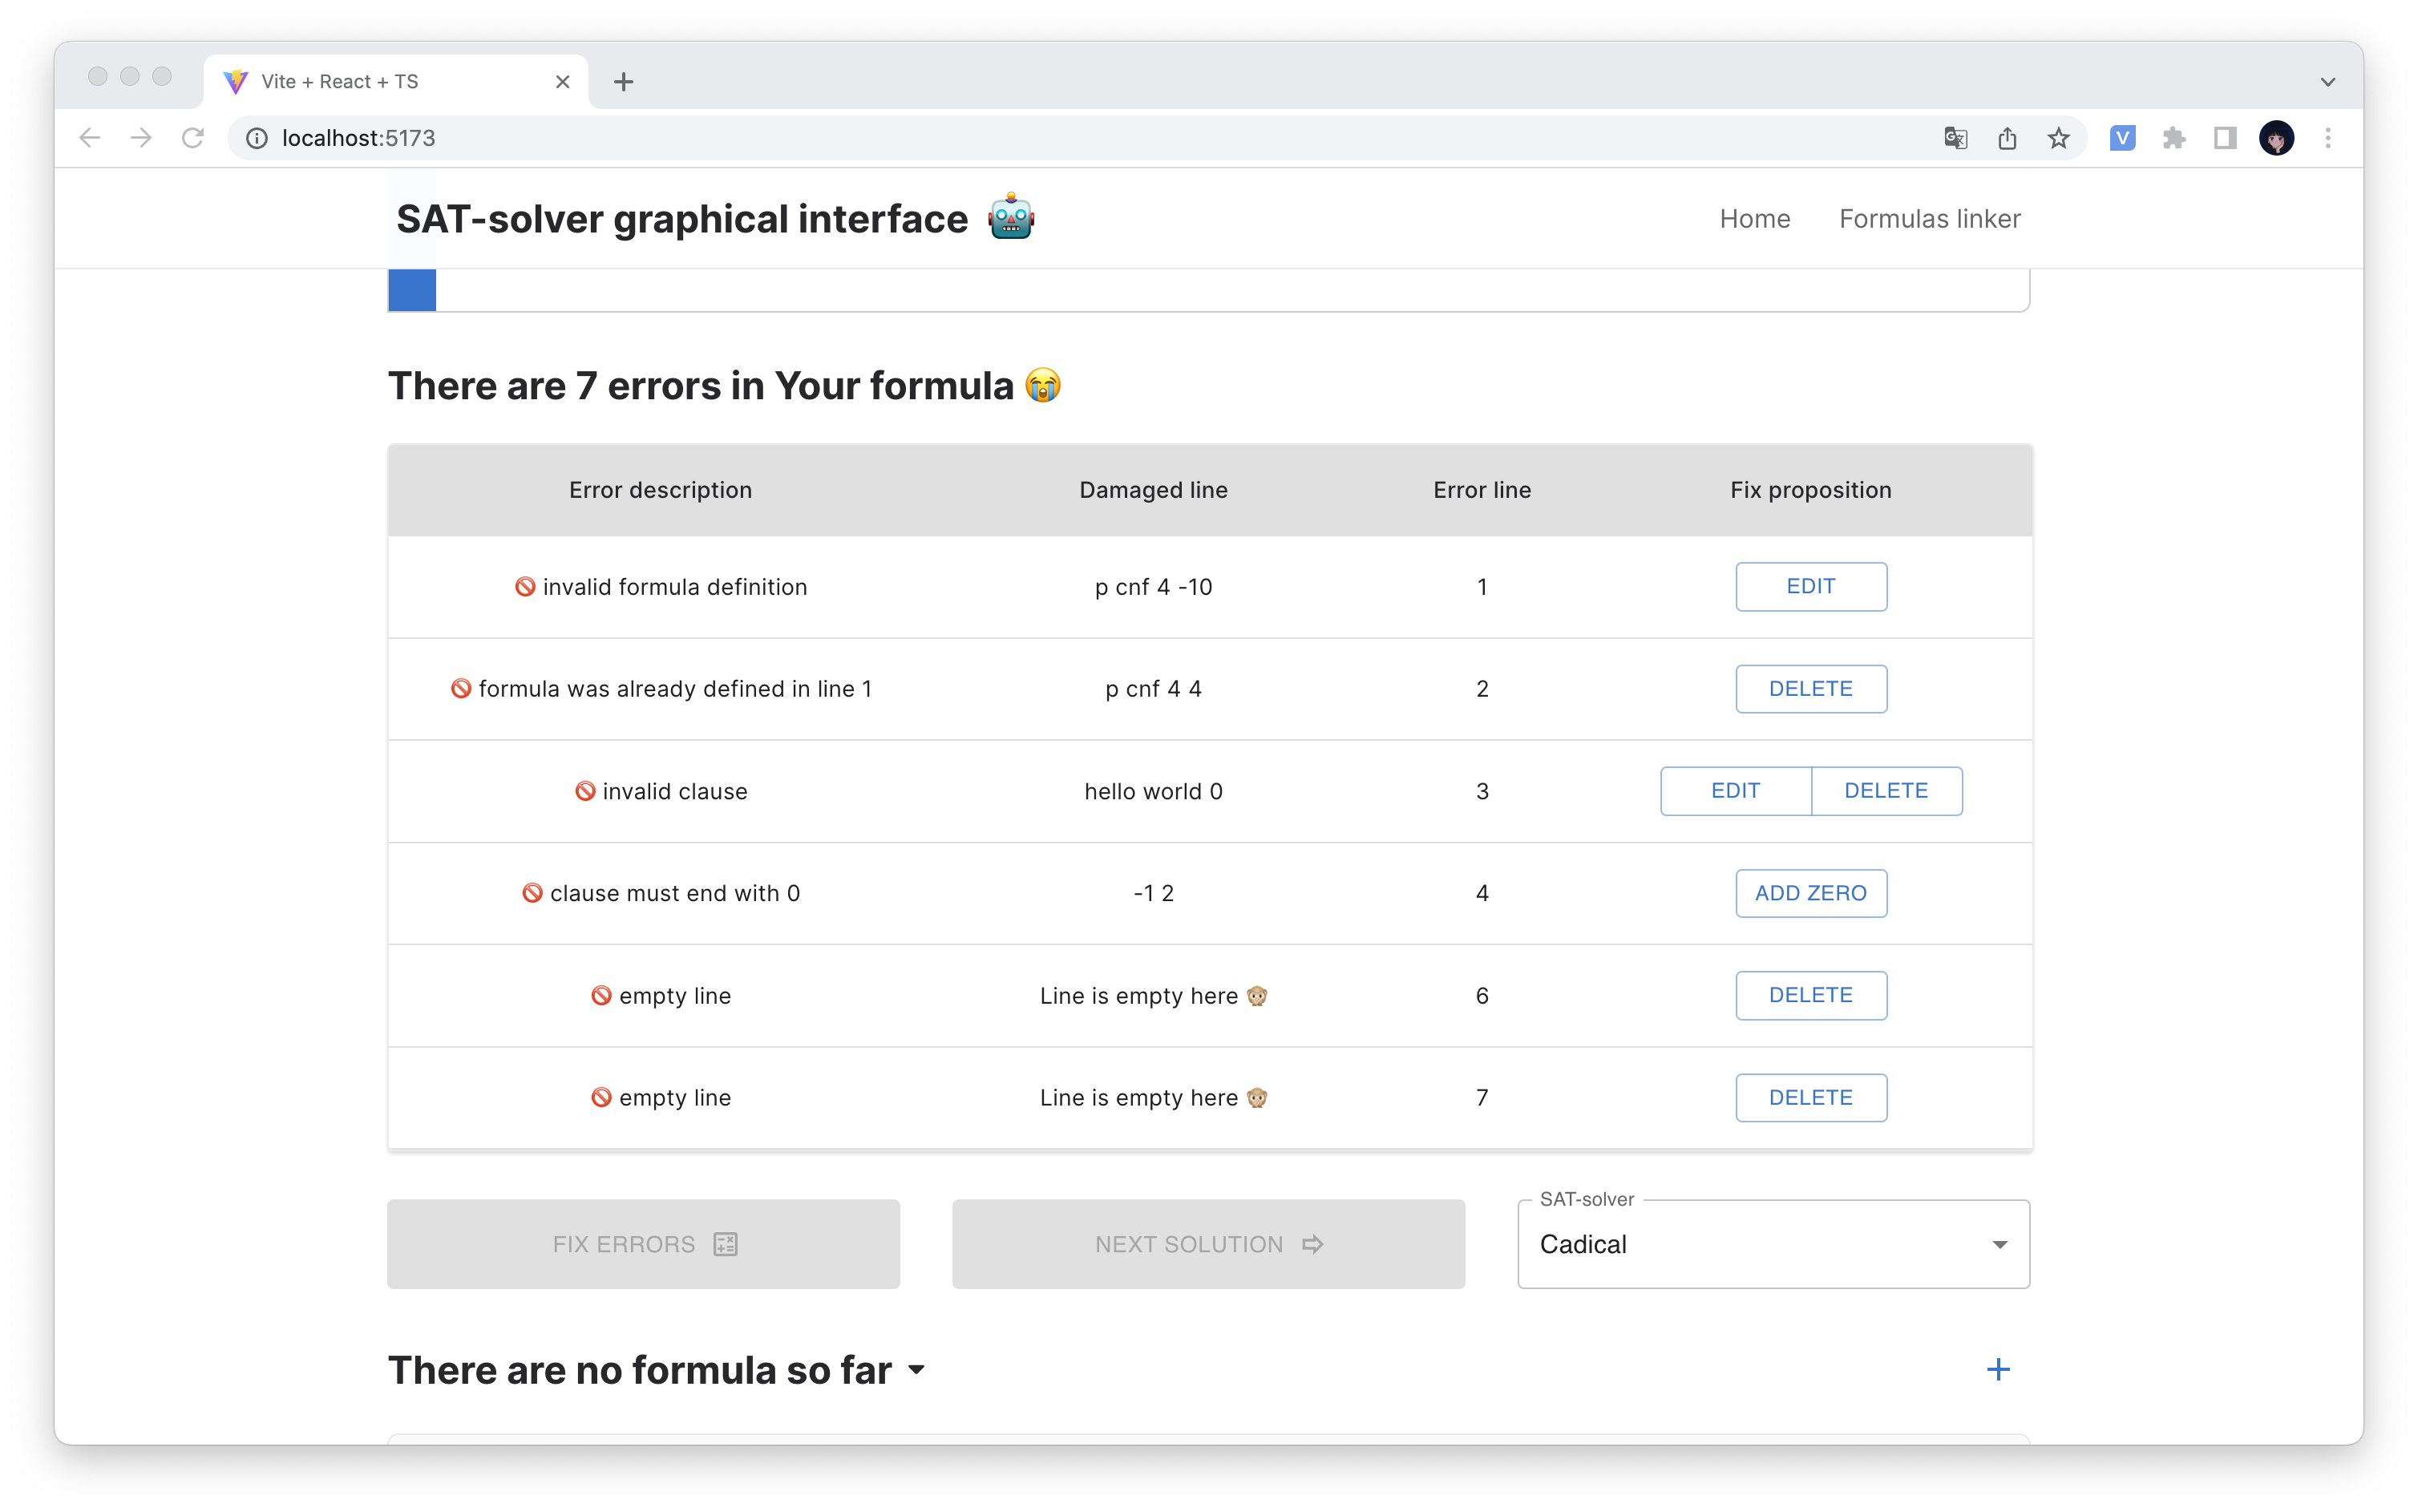 Vite + React + TS
localhost:5173
SAT-solver graphical interface 🤖 Home Formulas linker
There are 7 errors in Your formula 😭
Error description Damaged line Error line Fix proposition
🚫 invalid formula definition p cnf 4 -10 1 EDIT
🚫 formula was already defined in line 1 p cnf 4 4 2 DELETE
🚫 invalid clause hello world 0 3 EDIT DELETE
🚫 clause must end with 0 -1 2 4 ADD ZERO
🚫 empty line Line is empty here 🙊 6 DELETE
🚫 empty line Line is empty here 🙊 7 DELETE
SAT-solver
FIX ERRORS NEXT SOLUTION Cadical
There are no formula so far